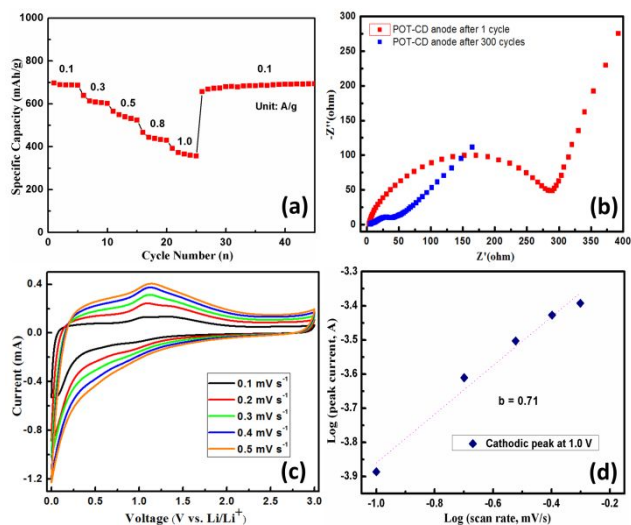 (a)
Specific Capacity (mAh/g)
1000
800
600
400
200
0.1
0.3
0.5
0.8
1.0
0.1
Unit: A/g
0
10
20
30
40
Cycle Number (n)
(b)
POT-CD anode after 1 cycle
POT-CD anode after 300 cycles
-Z''(ohm)
300
250
200
150
100
50
0
0
50
100
150
200
250
300
350
400
Z'(ohm)
(c)
Current (mA)
0.4
0.0
-0.4
-0.8
-1.2
0.1 mV s-1
0.2 mV s-1
0.3 mV s-1
0.4 mV s-1
0.5 mV s-1
0.0
0.5
1.0
1.5
2.0
2.5
3.0
Voltage (V vs. Li/Li+)
(d)
Log (peak current, A)
-3.3
-3.4
-3.5
-3.6
-3.7
-3.8
-3.9
b = 0.71
Cathodic peak at 1.0 V
-1.0
-0.8
-0.6
-0.4
-0.2
Log (scan rate, mV/s)